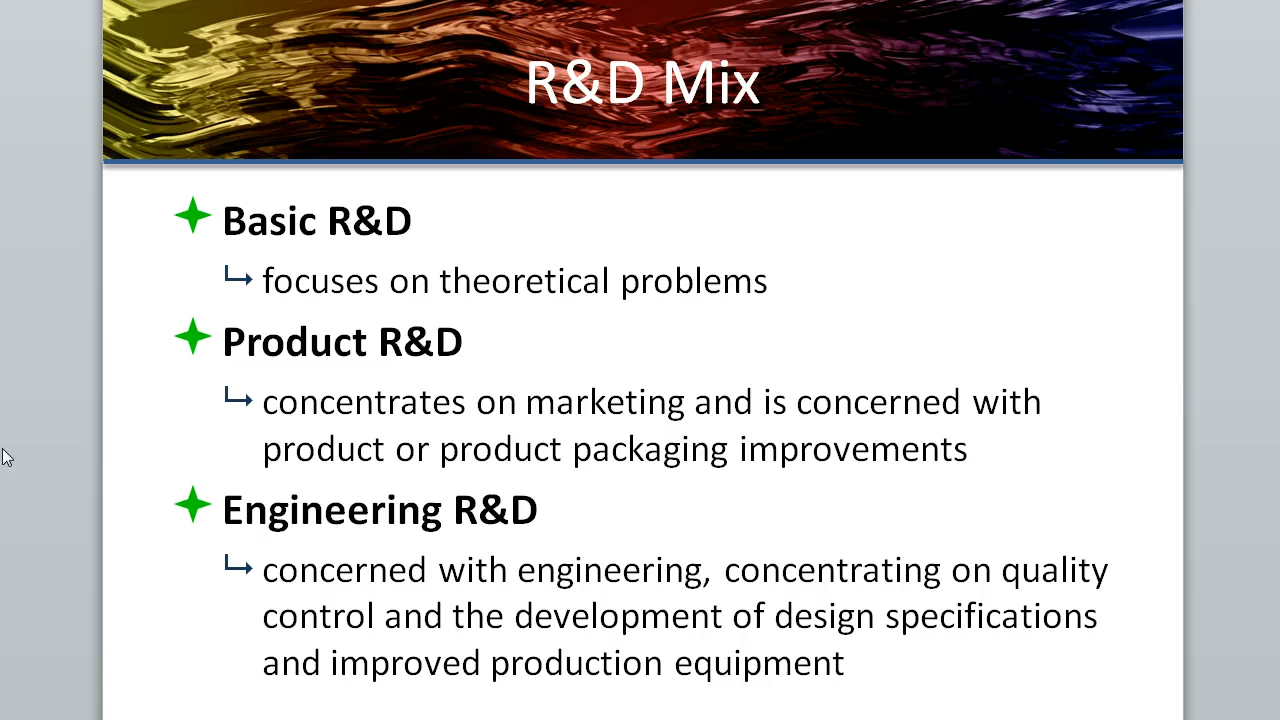 R&D Mix
Basic R&D
focuses on theoretical problems
Product R&D
concentrates on marketing and is concerned with
product or product packaging improvements
Engineering R&D
concerned with engineering, concentrating on quality
control and the development of design specifications
and improved production equipment